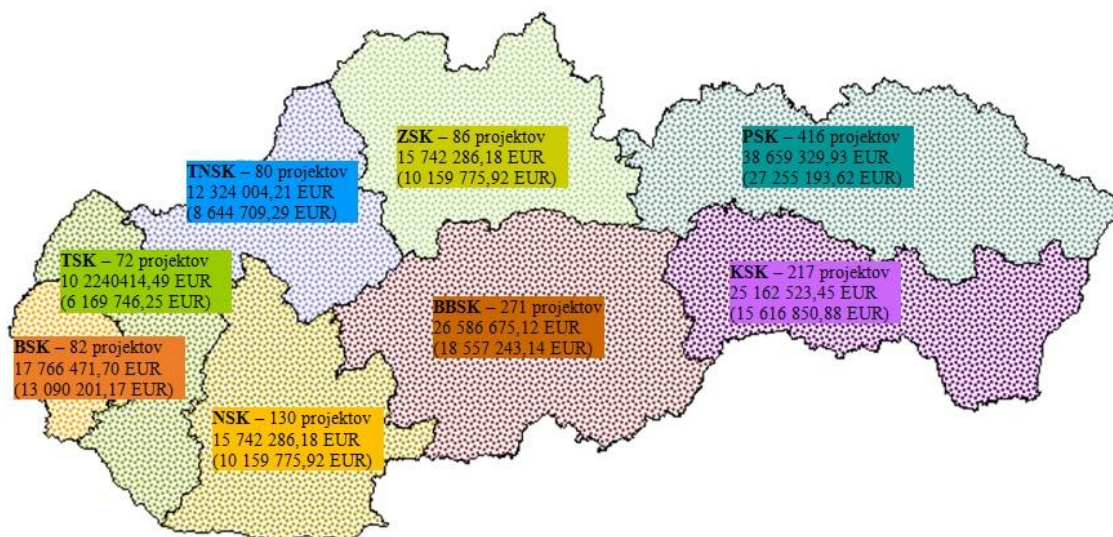 ZSK – 86 projektov
15 742 286,18 EUR
(10 159 775,92 EUR)
PSK – 416 projektov
38 659 329,93 EUR
(27 255 193,62 EUR)
TNSK – 80 projektov
12 324 004,21 EUR
(8 644 709,29 EUR)
TSK – 72 projektov
10 2240414,49 EUR
(6 169 746,25 EUR)
KSK – 217 projektov
25 162 523,45 EUR
(15 616 850,88 EUR)
BBSK – 271 projektov
26 586 675,12 EUR
(18 557 243,14 EUR)
BSK – 82 projektov
17 766 471,70 EUR
(13 090 201,17 EUR)
NSK – 130 projektov
15 742 286,18 EUR
(10 159 775,92 EUR)